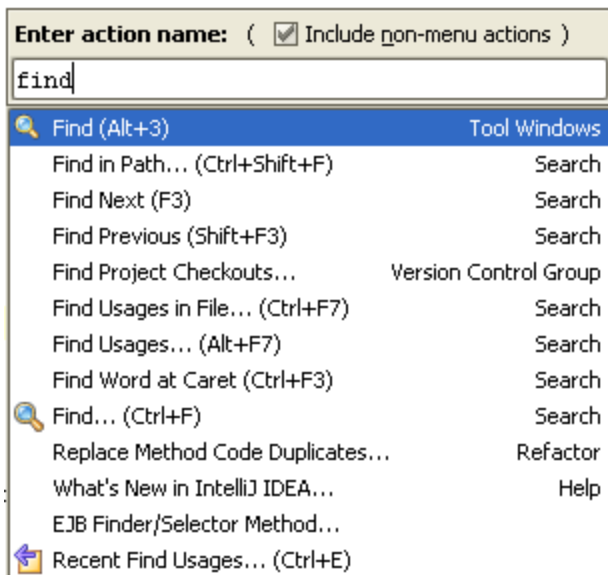 Enter action name: ( Include non-menu actions )
find
Find (Alt+3) Tool Windows
Find in Path... (Ctrl+Shift+F) Search
Find Next (F3) Search
Find Previous (Shift+F3) Search
Find Project Checkouts... Version Control Group
Find Usages in File... (Ctrl+F7) Search
Find Usages... (Alt+F7) Search
Find Word at Caret (Ctrl+F3) Search
Find... (Ctrl+F) Search
Replace Method Code Duplicates... Refactor
What's New in IntelliJ IDEA... Help
EJB Finder/Selector Method...
Recent Find Usages... (Ctrl+E)